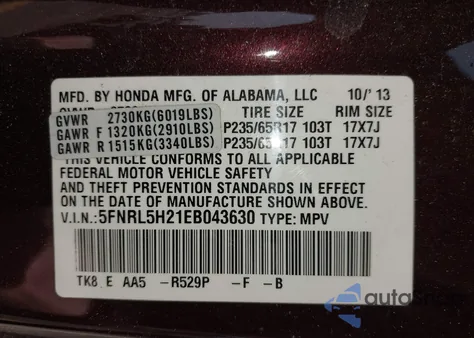 MFD. BY HONDA MFG. OF ALABAMA, LLC 10/'13
TIRE SIZE RIM SIZE
GVWR 2730KG(6019LBS)
GAWR F 1320KG(2910LBS) P235/65R17 103T 17X7J
GAWR R 1515KG(3340LBS) P235/65R17 103T 17X7J
THIS VEHICLE CONFORMS TO ALL APPLICABLE
FEDERAL MOTOR VEHICLE SAFETY
AND THEFT PREVENTION STANDARDS IN EFFECT
ON THE DATE OF MANUFACTURE SHOWN ABOVE.
V.I.N.: 5FNRL5H21EB043630 TYPE: MPV
TK8 E AA5 -R529P -F -B